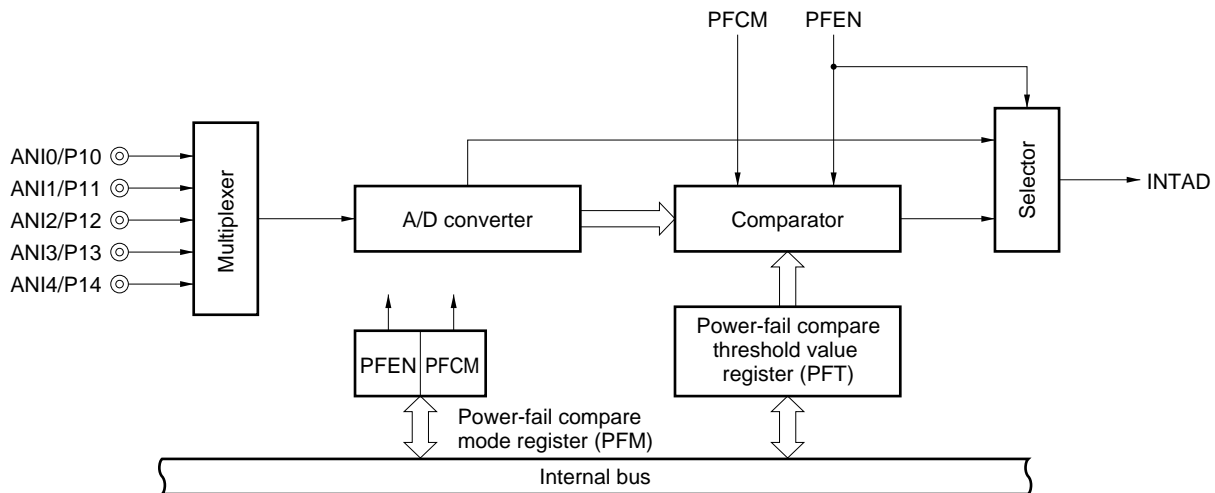 PFCM
PFEN
ANI0/P10
ANI1/P11
ANI2/P12
ANI3/P13
ANI4/P14
Multiplexer
A/D converter
Comparator
Selector
INTAD
PFEN
PFCM
Power-fail compare
mode register (PFM)
Power-fail compare
threshold value
register (PFT)
Internal bus